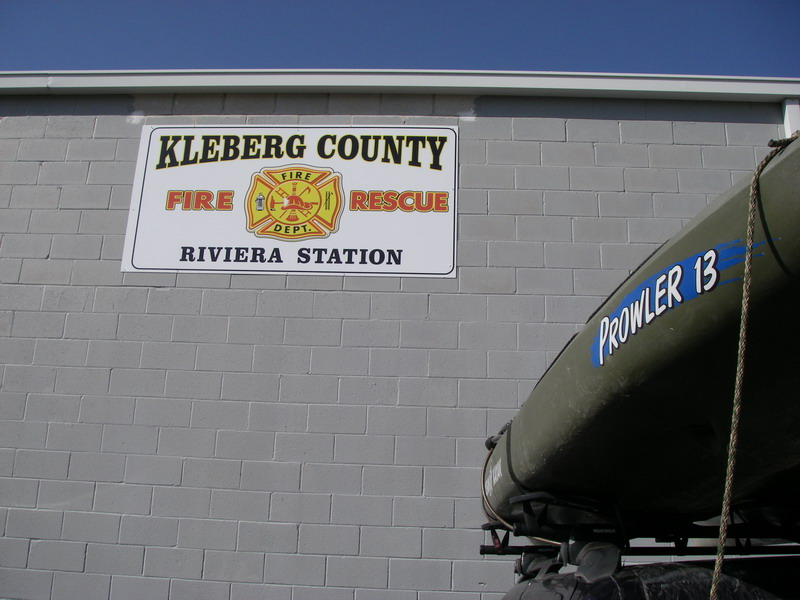 KLEBERG COUNTY
FIRE
FIRE RESCUE
DEPT.
RIVIERA STATION
PROWLER 13